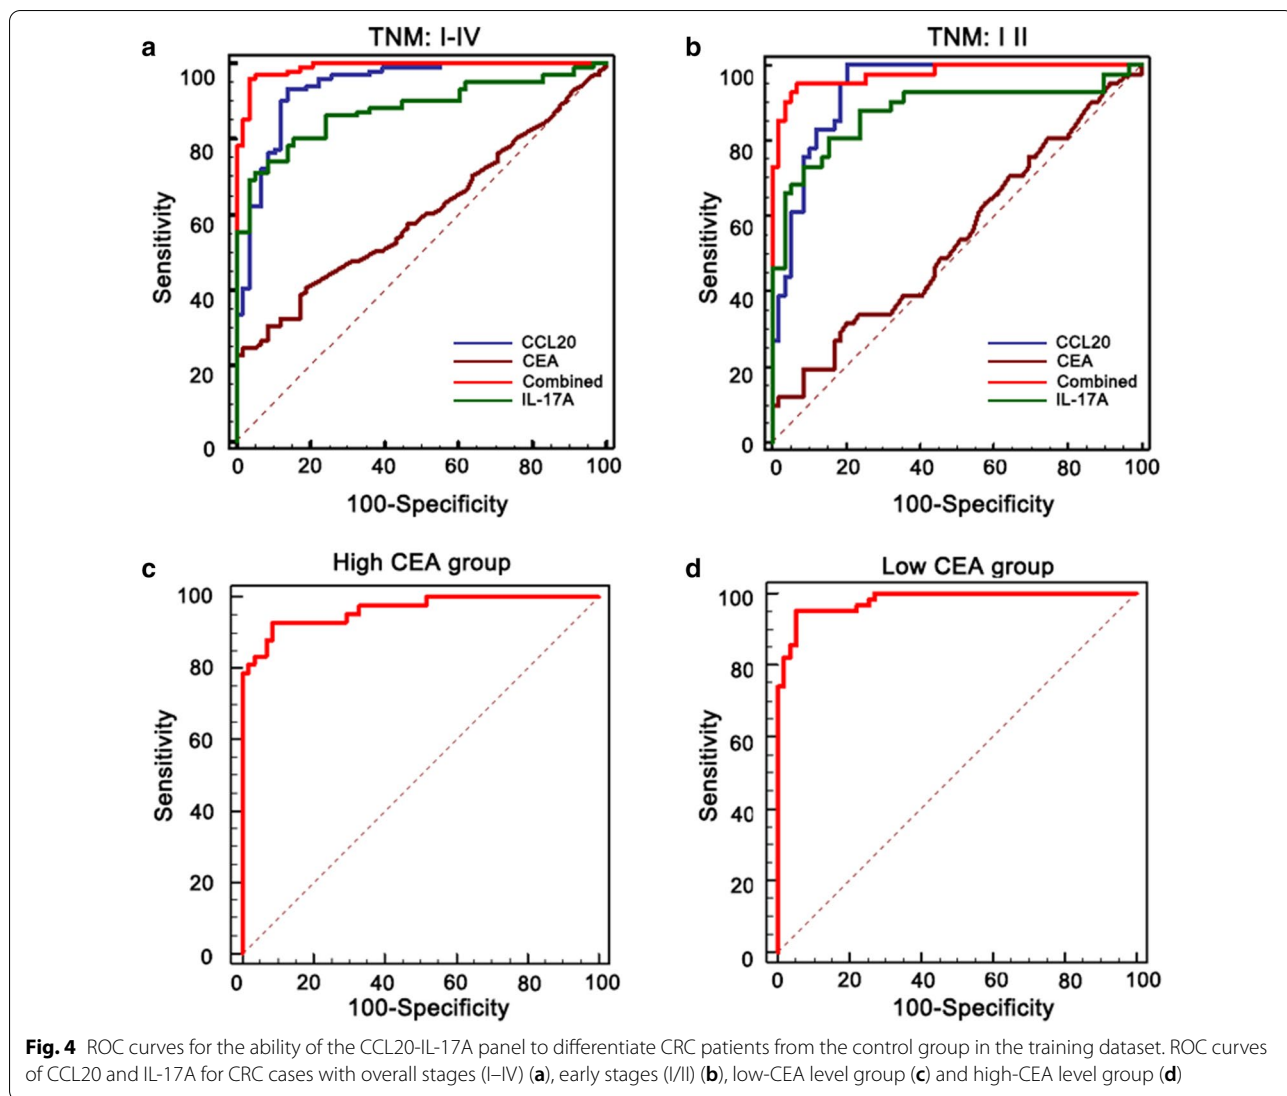 a
TNM: I-IV
100
80
60
40
20
0
Sensitivity
CCL20
CEA
Combined
IL-17A
0 20 40 60 80 100
100-Specificity
b
TNM: I II
100
80
60
40
20
0
Sensitivity
CCL20
CEA
Combined
IL-17A
0 20 40 60 80 100
100-Specificity
c
High CEA group
100
80
60
40
20
0
Sensitivity
0 20 40 60 80 100
100-Specificity
d
Low CEA group
100
80
60
40
20
0
Sensitivity
0 20 40 60 80 100
100-Specificity
Fig. 4 ROC curves for the ability of the CCL20-IL-17A panel to differentiate CRC patients from the control group in the training dataset. ROC curves
of CCL20 and IL-17A for CRC cases with overall stages (I–IV) (a), early stages (I/II) (b), low-CEA level group (c) and high-CEA level group (d)